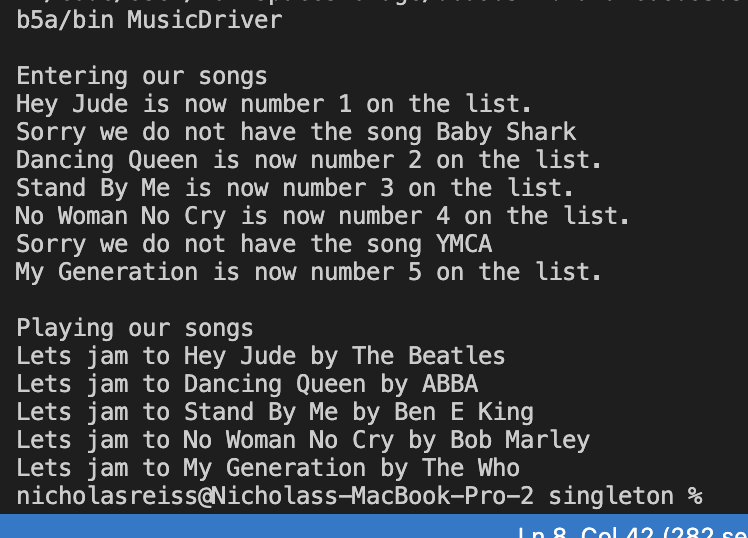 b5a/bin MusicDriver
Entering our songs
Hey Jude is now number 1 on the list.
Sorry we do not have the song Baby Shark
Dancing Queen is now number 2 on the list.
Stand By Me is now number 3 on the list.
No Woman No Cry is now number 4 on the list.
Sorry we do not have the song YMCA
My Generation is now number 5 on the list.
Playing our songs
Lets jam to Hey Jude by The Beatles
Lets jam to Dancing Queen by ABBA
Lets jam to Stand By Me by Ben E King
Lets jam to No Woman No Cry by Bob Marley
Lets jam to My Generation by The Who
nicholasreiss@Nicholass-MacBook-Pro-2 singleton %
Ln 8, Col 42 (282